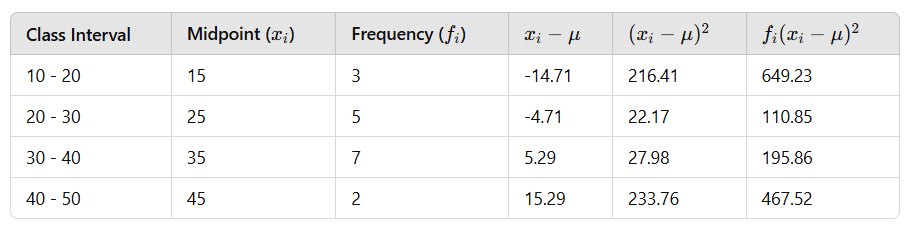 Class Interval Midpoint (xᵢ) Frequency (fᵢ) xᵢ − μ (xᵢ − μ)² fᵢ(xᵢ − μ)²
10 - 20 15 3 -14.71 216.41 649.23
20 - 30 25 5 -4.71 22.17 110.85
30 - 40 35 7 5.29 27.98 195.86
40 - 50 45 2 15.29 233.76 467.52